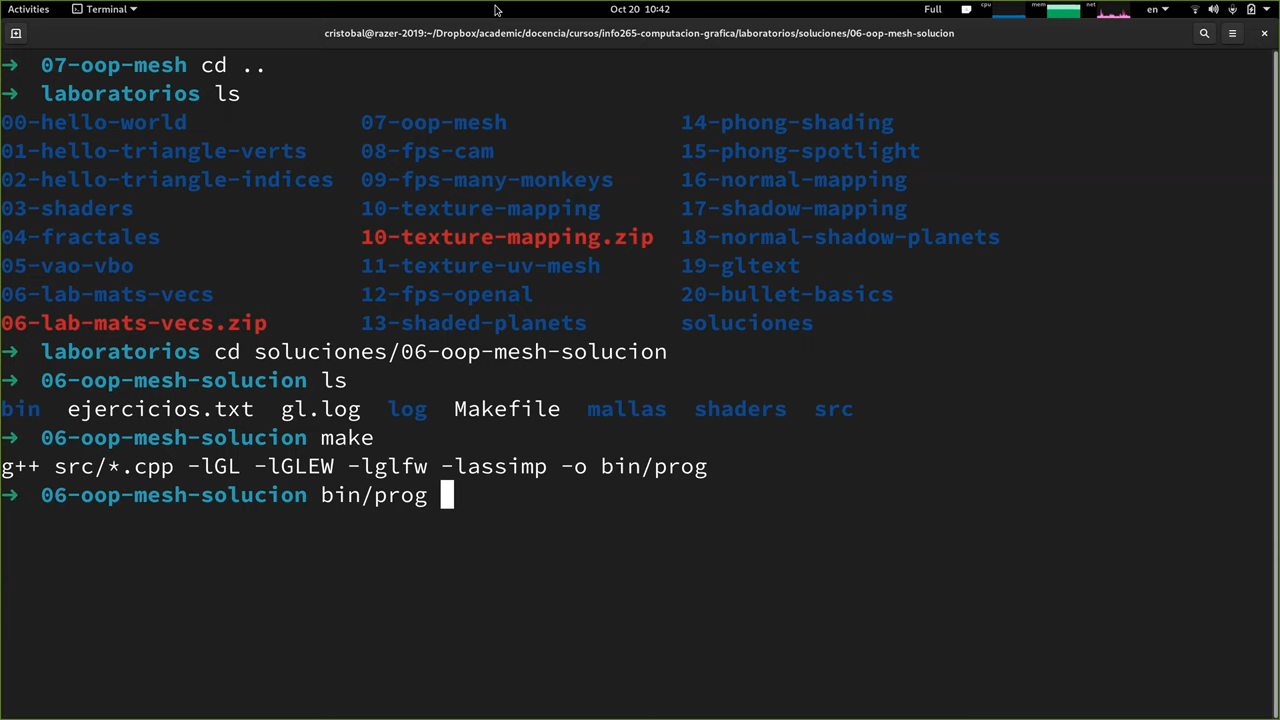 Activities Terminal Oct 20 10:42 Full cpu mem net en
cristobal@razer-2019:~/Dropbox/academic/docencia/cursos/info265-computacion-grafica/laboratorios/soluciones/06-oop-mesh-solucion
→ 07-oop-mesh cd ..
→ laboratorios ls
00-hello-world 07-oop-mesh 14-phong-shading
01-hello-triangle-verts 08-fps-cam 15-phong-spotlight
02-hello-triangle-indices 09-fps-many-monkeys 16-normal-mapping
03-shaders 10-texture-mapping 17-shadow-mapping
04-fractales 10-texture-mapping.zip 18-normal-shadow-planets
05-vao-vbo 11-texture-uv-mesh 19-gltext
06-lab-mats-vecs 12-fps-openal 20-bullet-basics
06-lab-mats-vecs.zip 13-shaded-planets soluciones
→ laboratorios cd soluciones/06-oop-mesh-solucion
→ 06-oop-mesh-solucion ls
bin ejercicios.txt gl.log log Makefile mallas shaders src
→ 06-oop-mesh-solucion make
g++ src/*.cpp -lGL -lGLEW -lglfw -lassimp -o bin/prog
→ 06-oop-mesh-solucion bin/prog